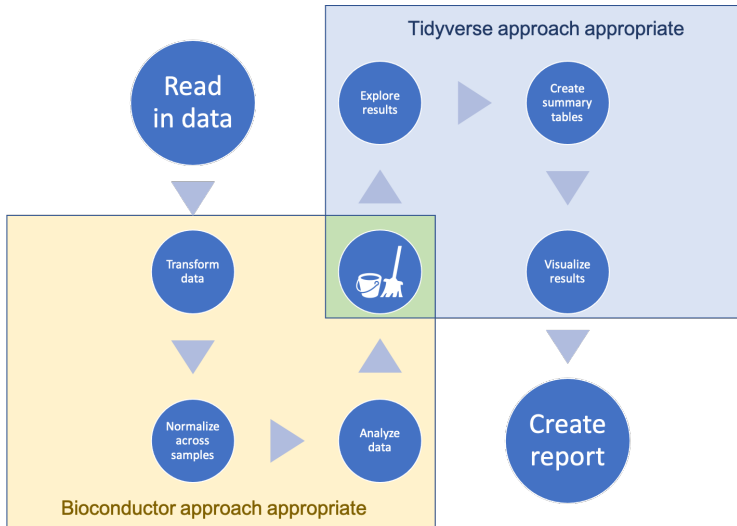 Tidyverse approach appropriate
Read
in data
Explore
results
Create
summary
tables
Transform
data
Visualize
results
Normalize
across
samples
Analyze
data
Create
report
Bioconductor approach appropriate